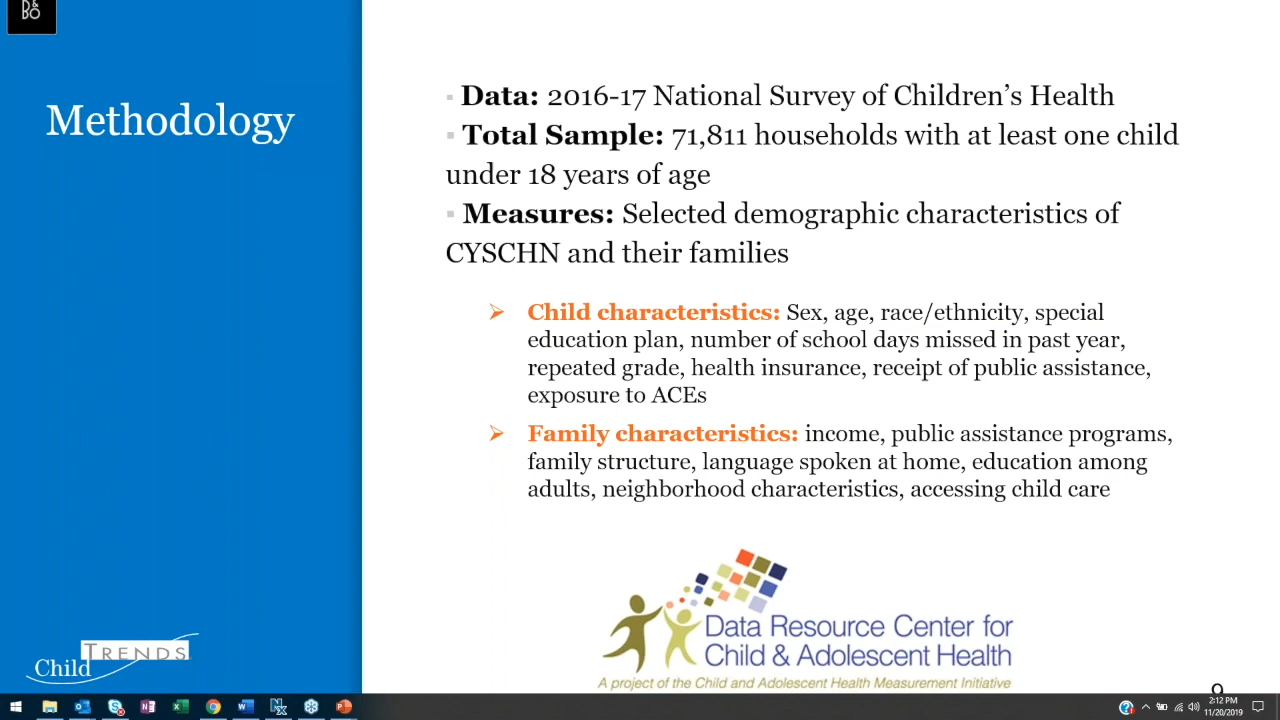 B&O
Methodology
▪ Data: 2016-17 National Survey of Children’s Health
▪ Total Sample: 71,811 households with at least one child
under 18 years of age
▪ Measures: Selected demographic characteristics of
CYSCHN and their families
➢ Child characteristics: Sex, age, race/ethnicity, special
education plan, number of school days missed in past year,
repeated grade, health insurance, receipt of public assistance,
exposure to ACEs
➢ Family characteristics: income, public assistance programs,
family structure, language spoken at home, education among
adults, neighborhood characteristics, accessing child care
Data Resource Center for
Child & Adolescent Health
A project of the Child and Adolescent Health Measurement Initiative
Child TRENDS
9
2:12 PM
11/20/2019